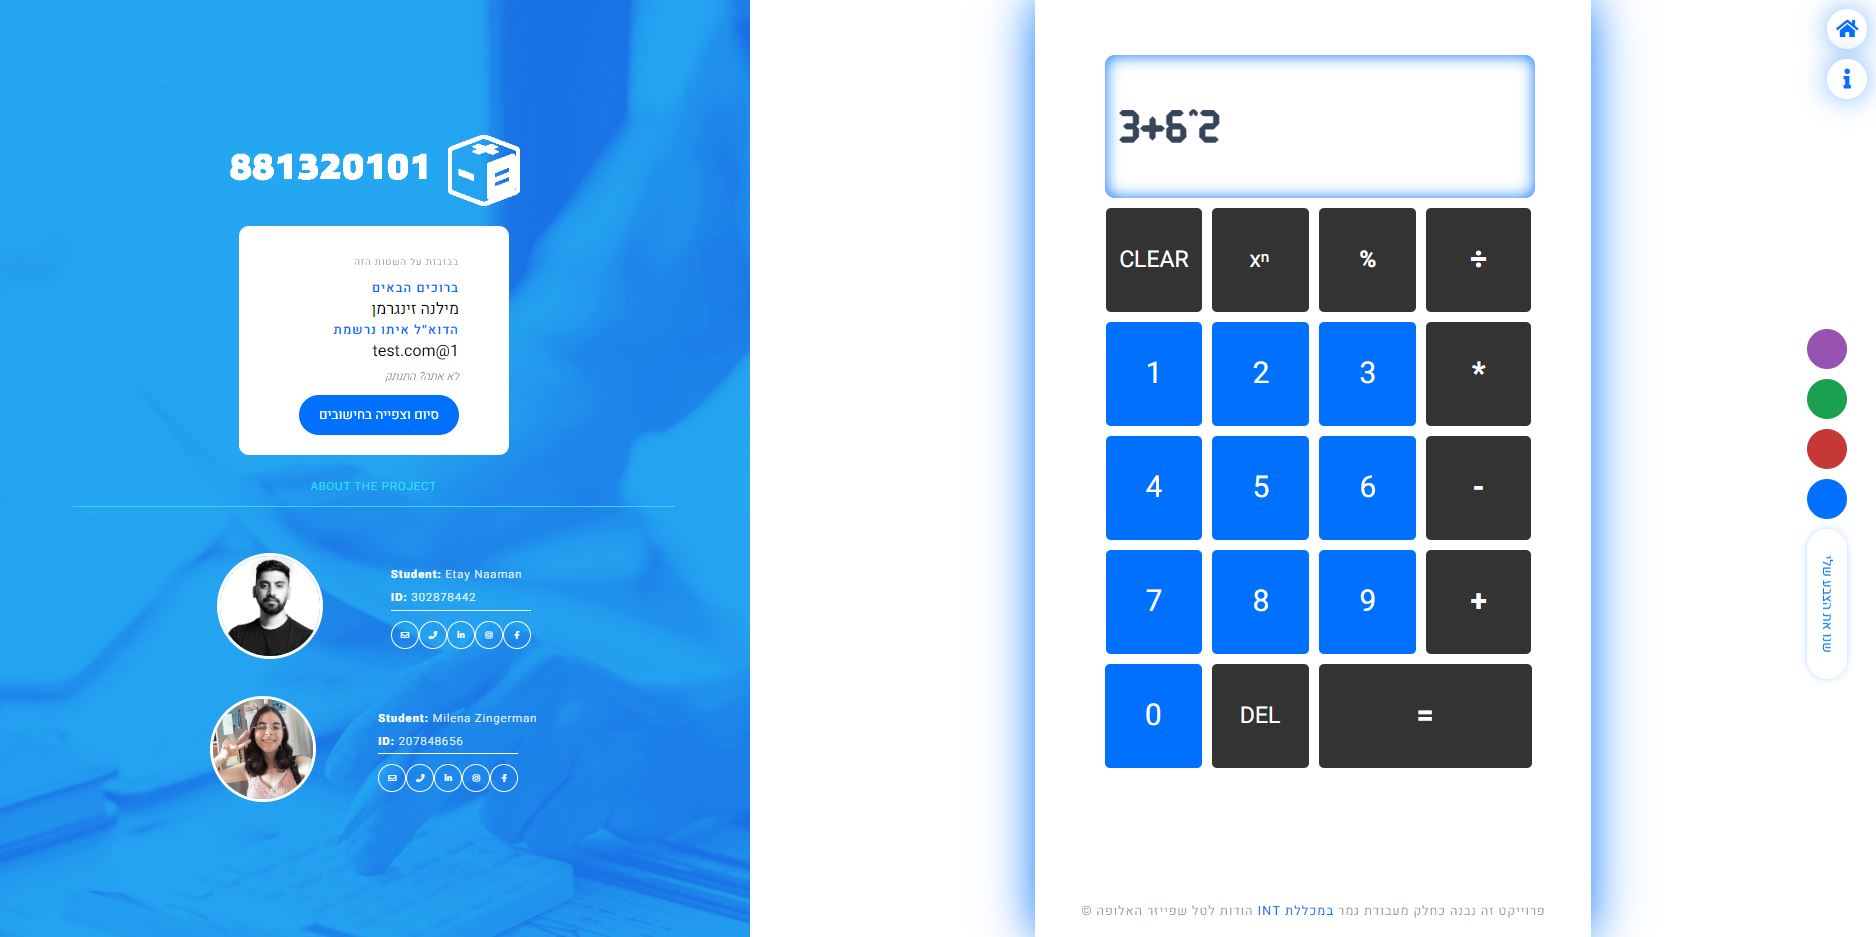 881320101
בבזבזת על השטות הזה
ברוכים הבאים
מילנה זינגרמן
הדוא"ל איתו נרשמת
test.com@1
לא אתה? התנתק
סיום וצפייה בחישובים
ABOUT THE PROJECT
Student: Etay Naaman
ID: 302878442
Student: Milena Zingerman
ID: 207848656
3+6^2
CLEAR xⁿ % ÷
1 2 3 *
4 5 6 -
7 8 9 +
0 DEL =
פרוייקט זה נבנה כחלק מעבודת גמר במכללת INT הודות לטל שפייזר האלופה ©
שנו את הצבע שלי